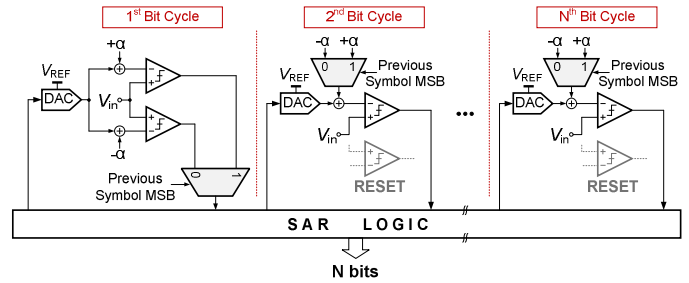 1st Bit Cycle
+α
VREF
DAC
Vin
-α
Previous
Symbol MSB
0 1
2nd Bit Cycle
-α +α
0 1
Previous
Symbol MSB
VREF
DAC
Vin
RESET
...
Nth Bit Cycle
-α +α
0 1
Previous
Symbol MSB
VREF
DAC
Vin
RESET
SAR LOGIC
N bits